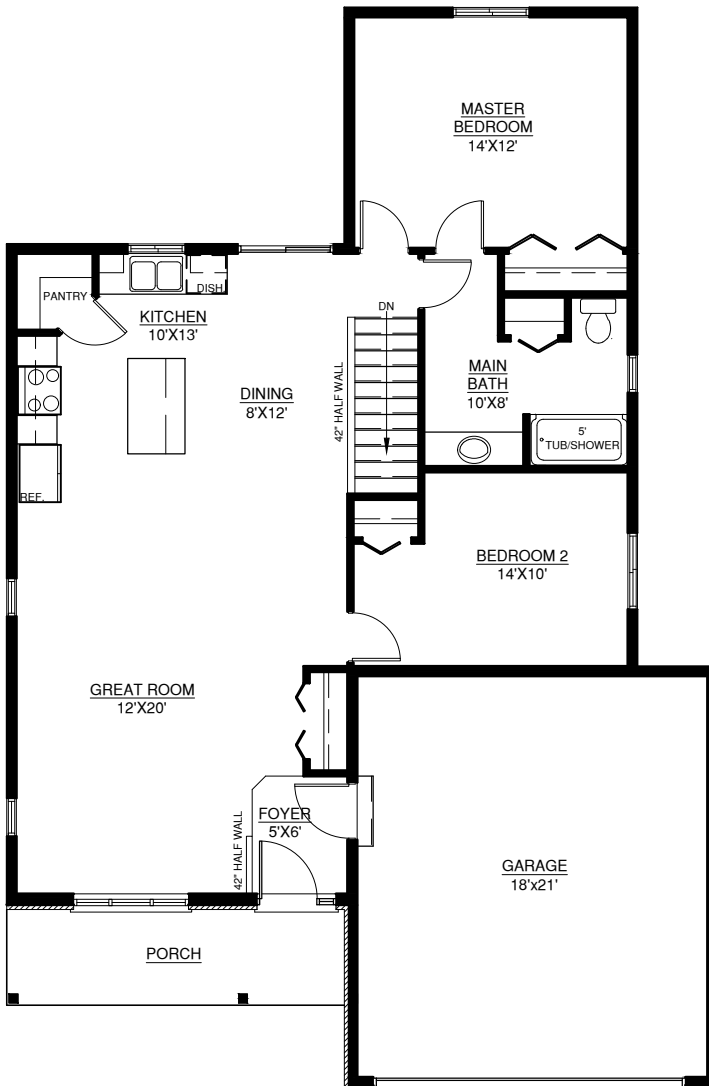 MASTER
BEDROOM
14'X12'
PANTRY
DISH
KITCHEN
10'X13'
DN
42" HALF WALL
DINING
8'X12'
MAIN
BATH
10'X8'
5'
TUB/SHOWER
REF.
BEDROOM 2
14'X10'
GREAT ROOM
12'X20'
FOYER
5'X6'
42" HALF WALL
GARAGE
18'x21'
PORCH